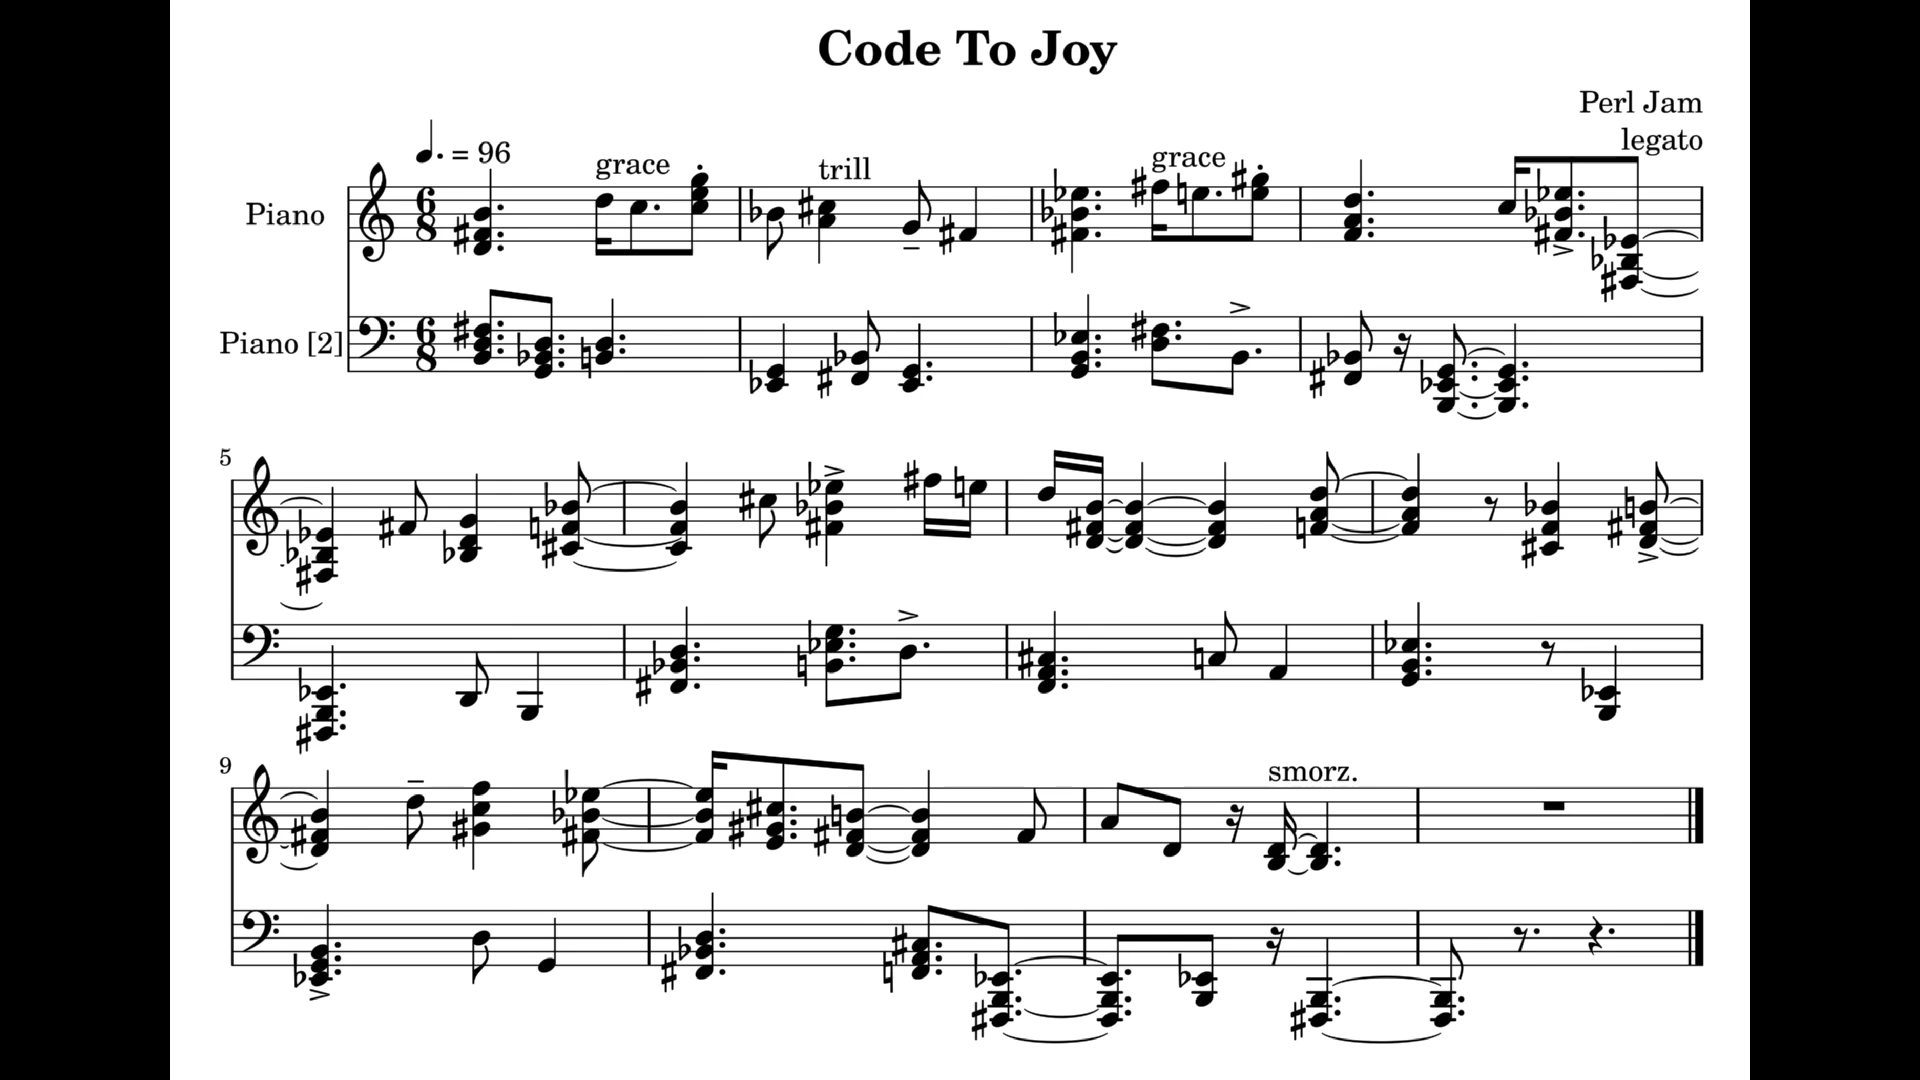 Code To Joy
Perl Jam
legato
♩. = 96
grace
trill
grace
Piano
6
8
Piano [2]
6
8
5
9
smorz.